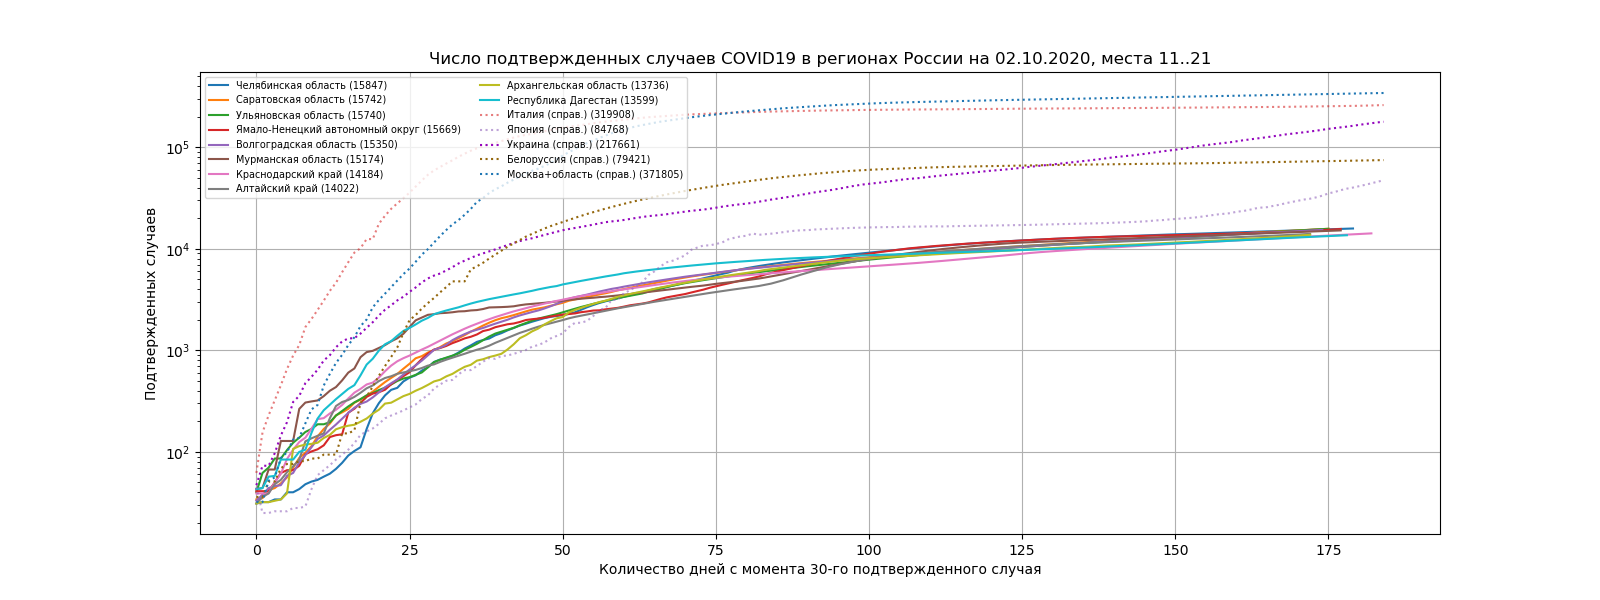 Число подтвержденных случаев COVID19 в регионах России на 02.10.2020, места 11..21
Челябинская область (15847)
Саратовская область (15742)
Ульяновская область (15740)
Ямало-Ненецкий автономный округ (15669)
Волгоградская область (15350)
Мурманская область (15174)
Краснодарский край (14184)
Алтайский край (14022)
Архангельская область (13736)
Республика Дагестан (13599)
Италия (справ.) (319908)
Япония (справ.) (84768)
Украина (справ.) (217661)
Белоруссия (справ.) (79421)
Москва+область (справ.) (371805)
Подтвержденных случаев
10⁵
10⁴
10³
10²
0 25 50 75 100 125 150 175
Количество дней с момента 30-го подтвержденного случая